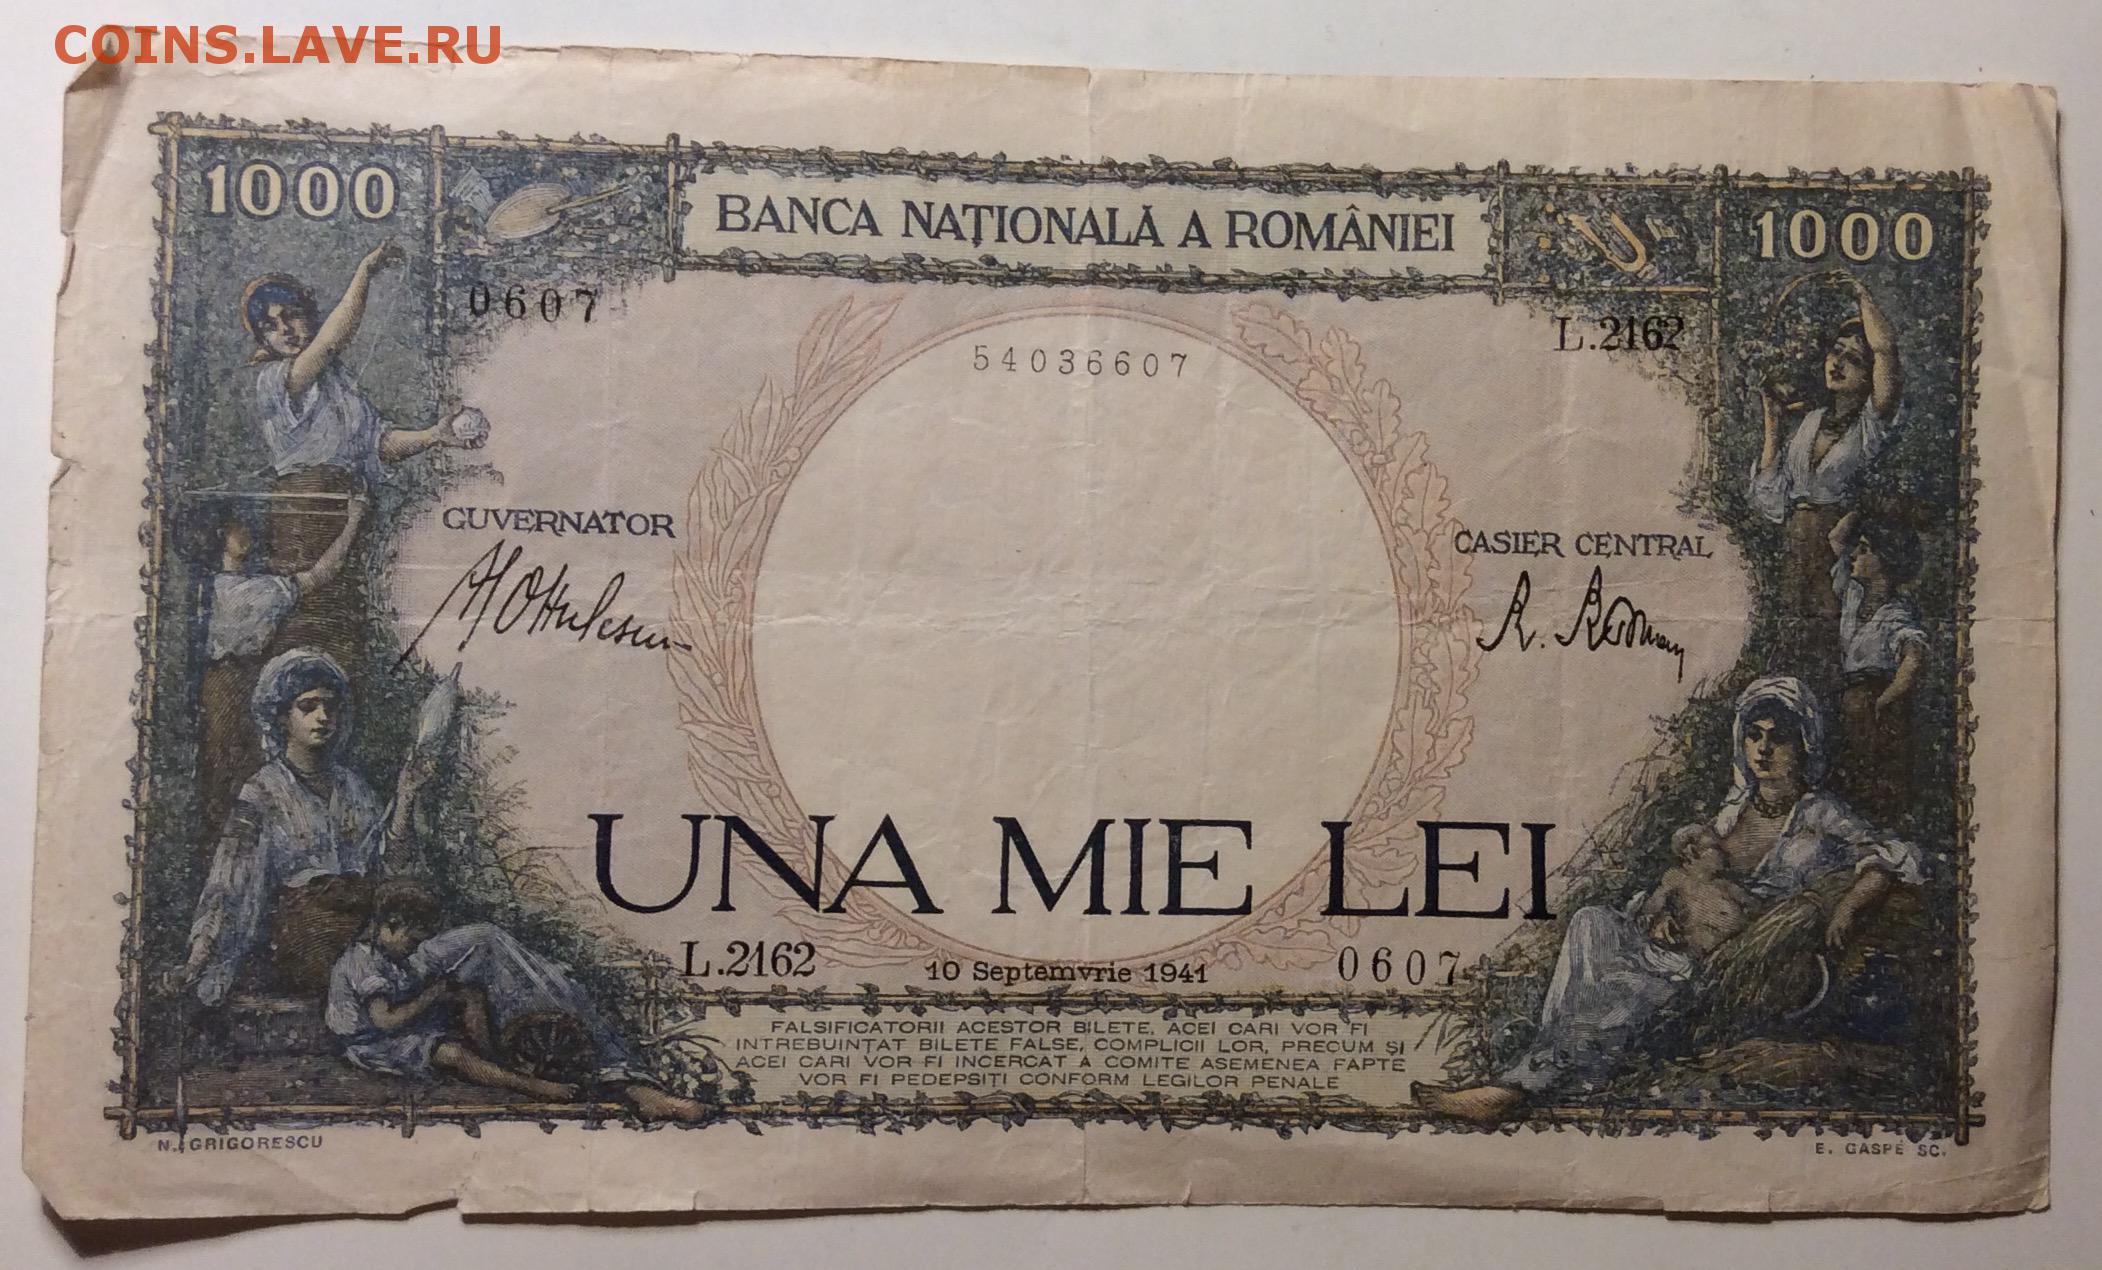 COINS.LAVE.RU
1000
BANCA NAȚIONALĂ A ROMÂNIEI
1000
0607
L.2162
54036607
GUVERNATOR
CASIER CENTRAL
UNA MIE LEI
L.2162
10 Septemvrie 1941
0607
FALSIFICATORII ACESTOR BILETE, ACEI CARI VOR FI
INTREBUINȚAT BILETE FALSE, COMPLICII LOR, PRECUM ȘI
ACEI CARI VOR FI INCERCAT A COMITE ASEMENEA FAPTE
VOR FI PEDEPSIȚI CONFORM LEGILOR PENALE
N. GRIGORESCU
E. GASPÉ SC.